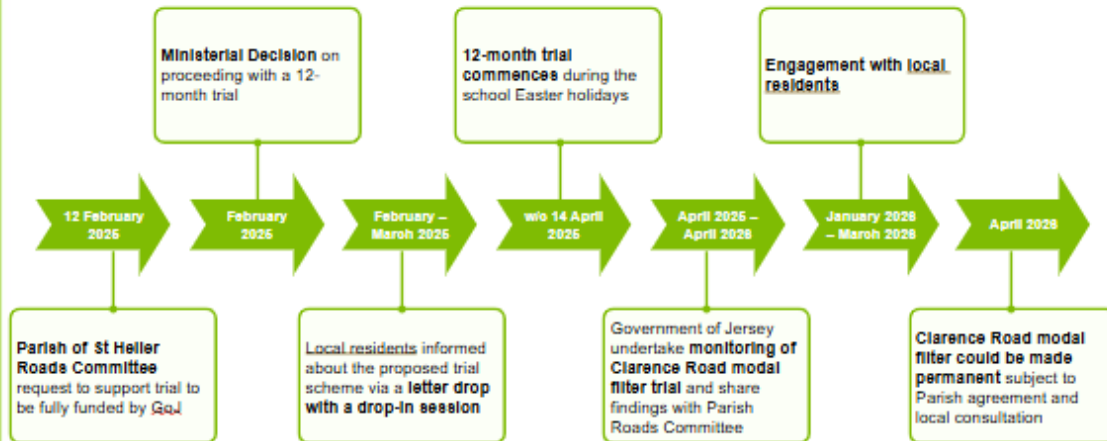 Ministerial Decision on
proceeding with a 12-
month trial
12-month trial
commences during the
school Easter holidays
Engagement with local
residents
12 February
2025
February
2025
February –
March 2025
w/c 14 April
2025
April 2025 –
April 2026
January 2026
– March 2026
April 2026
Parish of St Helier
Roads Committee
request to support trial to
be fully funded by GoJ
Local residents informed
about the proposed trial
scheme via a letter drop
with a drop-in session
Government of Jersey
undertake monitoring of
Clarence Road modal
filter trial and share
findings with Parish
Roads Committee
Clarence Road modal
filter could be made
permanent subject to
Parish agreement and
local consultation